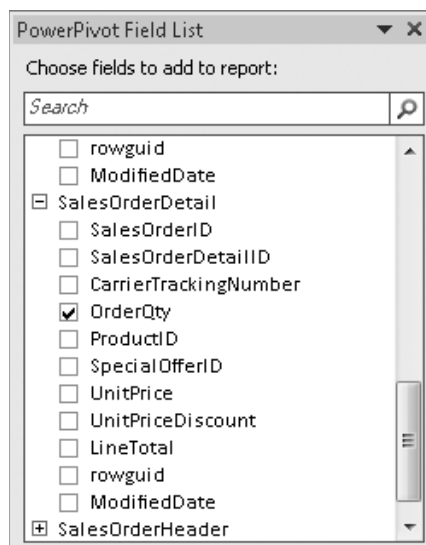 PowerPivot Field List
Choose fields to add to report:
Search
rowguid
ModifiedDate
SalesOrderDetail
SalesOrderID
SalesOrderDetailID
CarrierTrackingNumber
OrderQty
ProductID
SpecialOfferID
UnitPrice
UnitPriceDiscount
LineTotal
rowguid
ModifiedDate
SalesOrderHeader